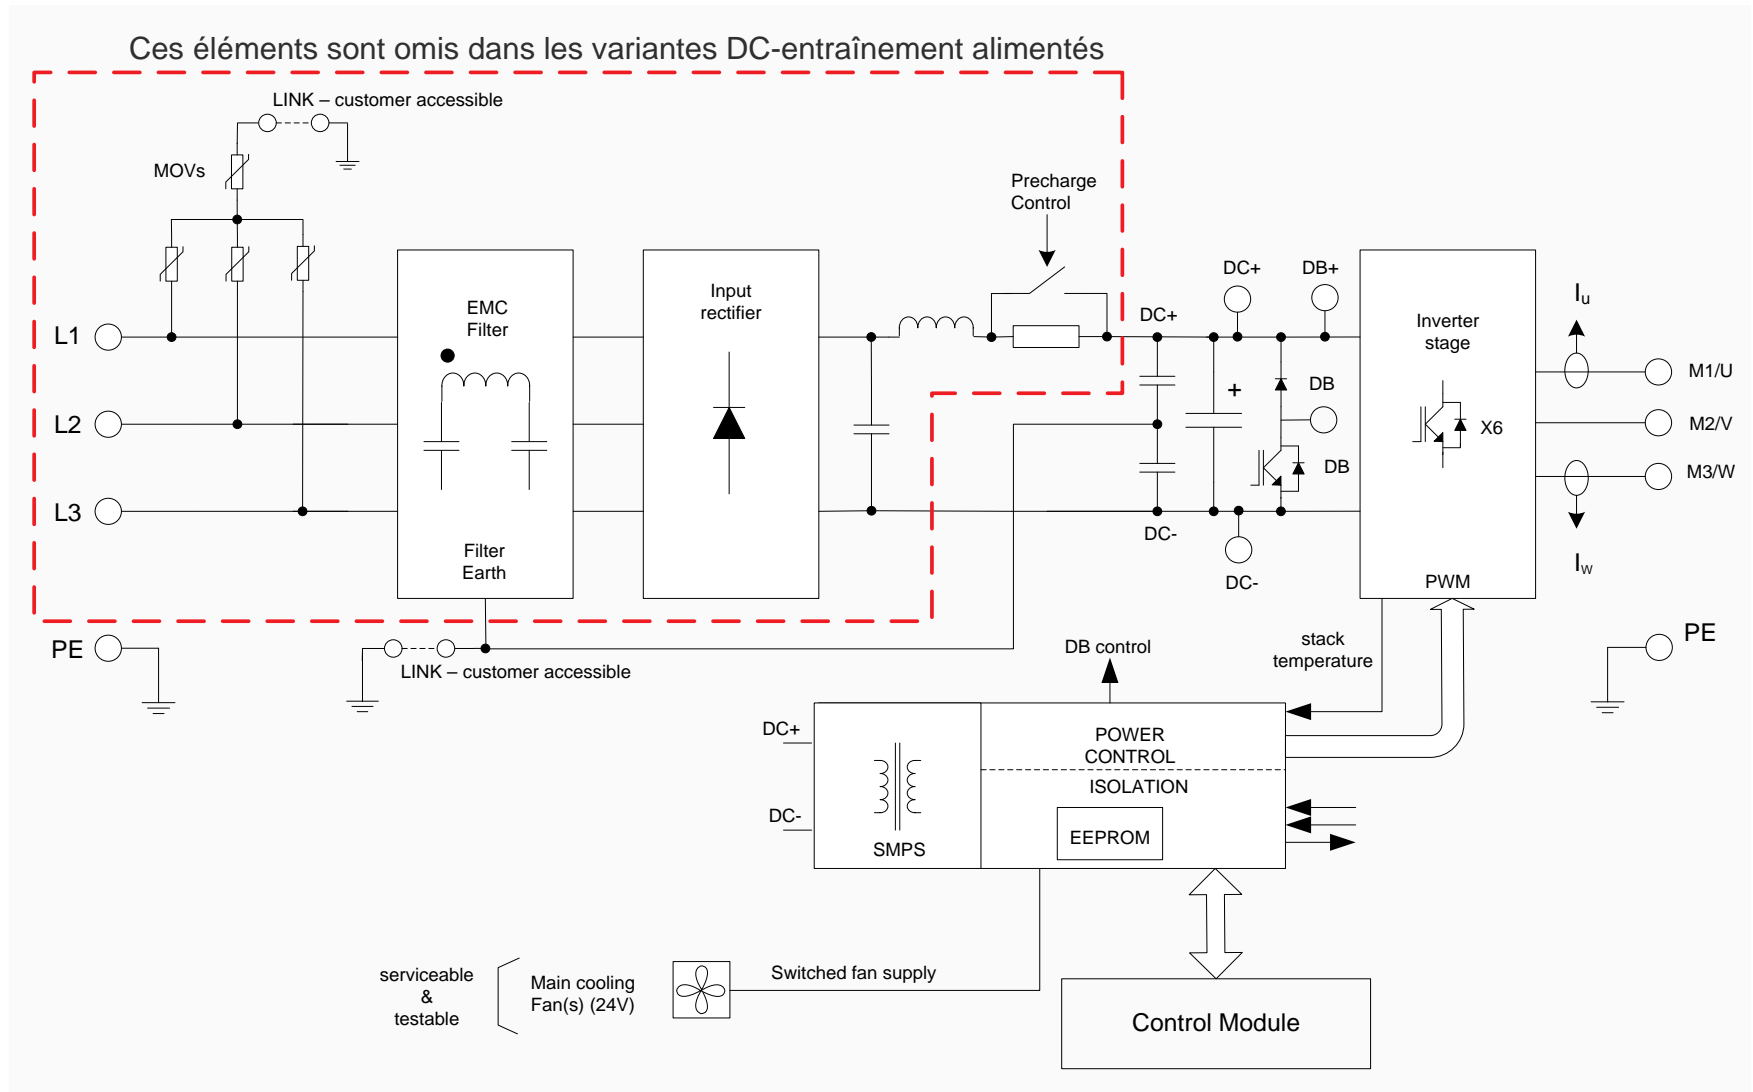 Ces éléments sont omis dans les variantes DC-entraînement alimentés
LINK – customer accessible
MOVs
Precharge
Control
DC+
DB+
Iu
EMC
Filter
Input
rectifier
DC+
Inverter
stage
L1
M1/U
DB
L2
+
X6
M2/V
DB
M3/W
L3
DC-
Filter
Earth
DC-
PWM
Iw
PE
LINK – customer accessible
DB control
stack
temperature
PE
DC+
POWER
CONTROL
ISOLATION
DC-
EEPROM
SMPS
serviceable
&
testable
Main cooling
Fan(s) (24V)
Switched fan supply
Control Module